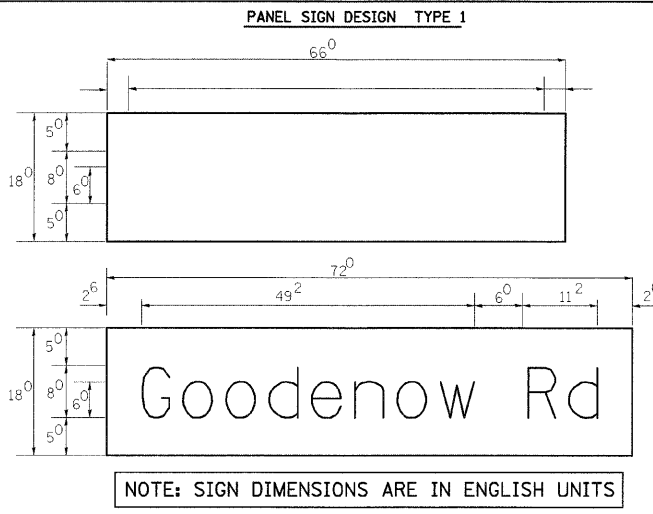 PANEL SIGN DESIGN TYPE 1
66⁰
5⁰
18⁰ 8⁰ 6⁰
5⁰
72⁰
2⁶ 49² 6⁰ 11²
5⁰
18⁰ 8⁰ 6⁰
5⁰
Goodenow Rd
NOTE: SIGN DIMENSIONS ARE IN ENGLISH UNITS